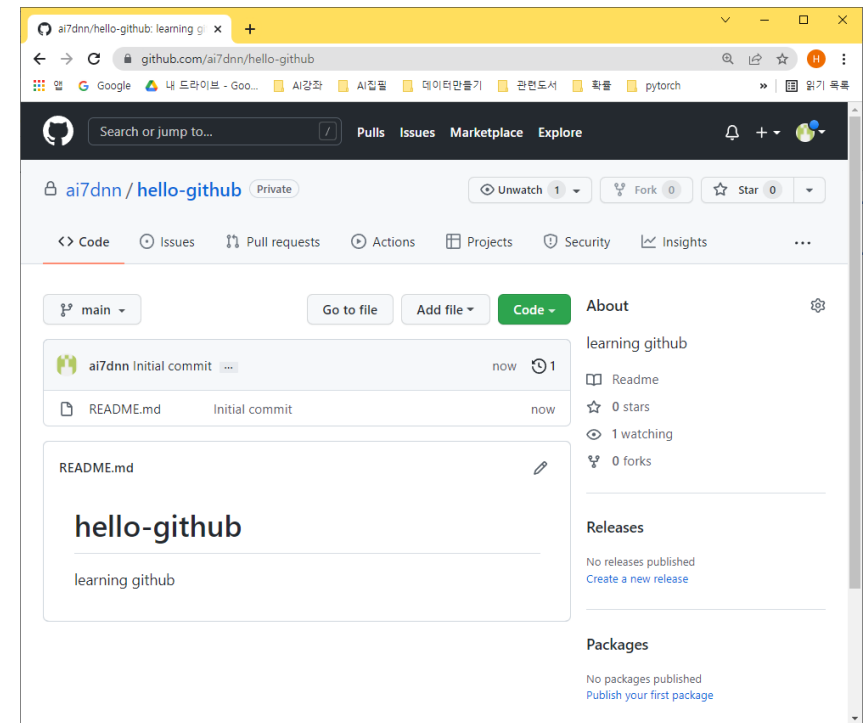 ai7dnn/hello-github: learning gi
github.com/ai7dnn/hello-github
H
앱 Google 내 드라이브 - Goo... AI강좌 AI집필 데이터만들기 관련도서 확률 pytorch » 읽기 목록
Search or jump to... / Pulls Issues Marketplace Explore
ai7dnn / hello-github Private Unwatch 1 Fork 0 Star 0
Code Issues Pull requests Actions Projects Security Insights ...
main Go to file Add file Code
ai7dnn Initial commit ... now 1
README.md Initial commit now
README.md
hello-github
learning github
About
learning github
Readme
0 stars
1 watching
0 forks
Releases
No releases published
Create a new release
Packages
No packages published
Publish your first package